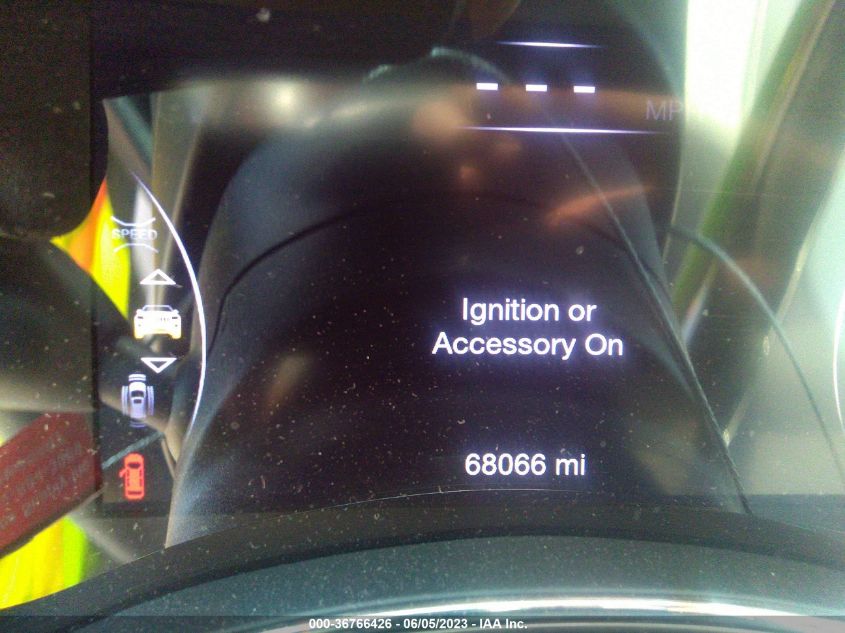 MP
SPEED
Ignition or
Accessory On
68066 mi
000-36766426 - 06/05/2023 - IAA Inc.